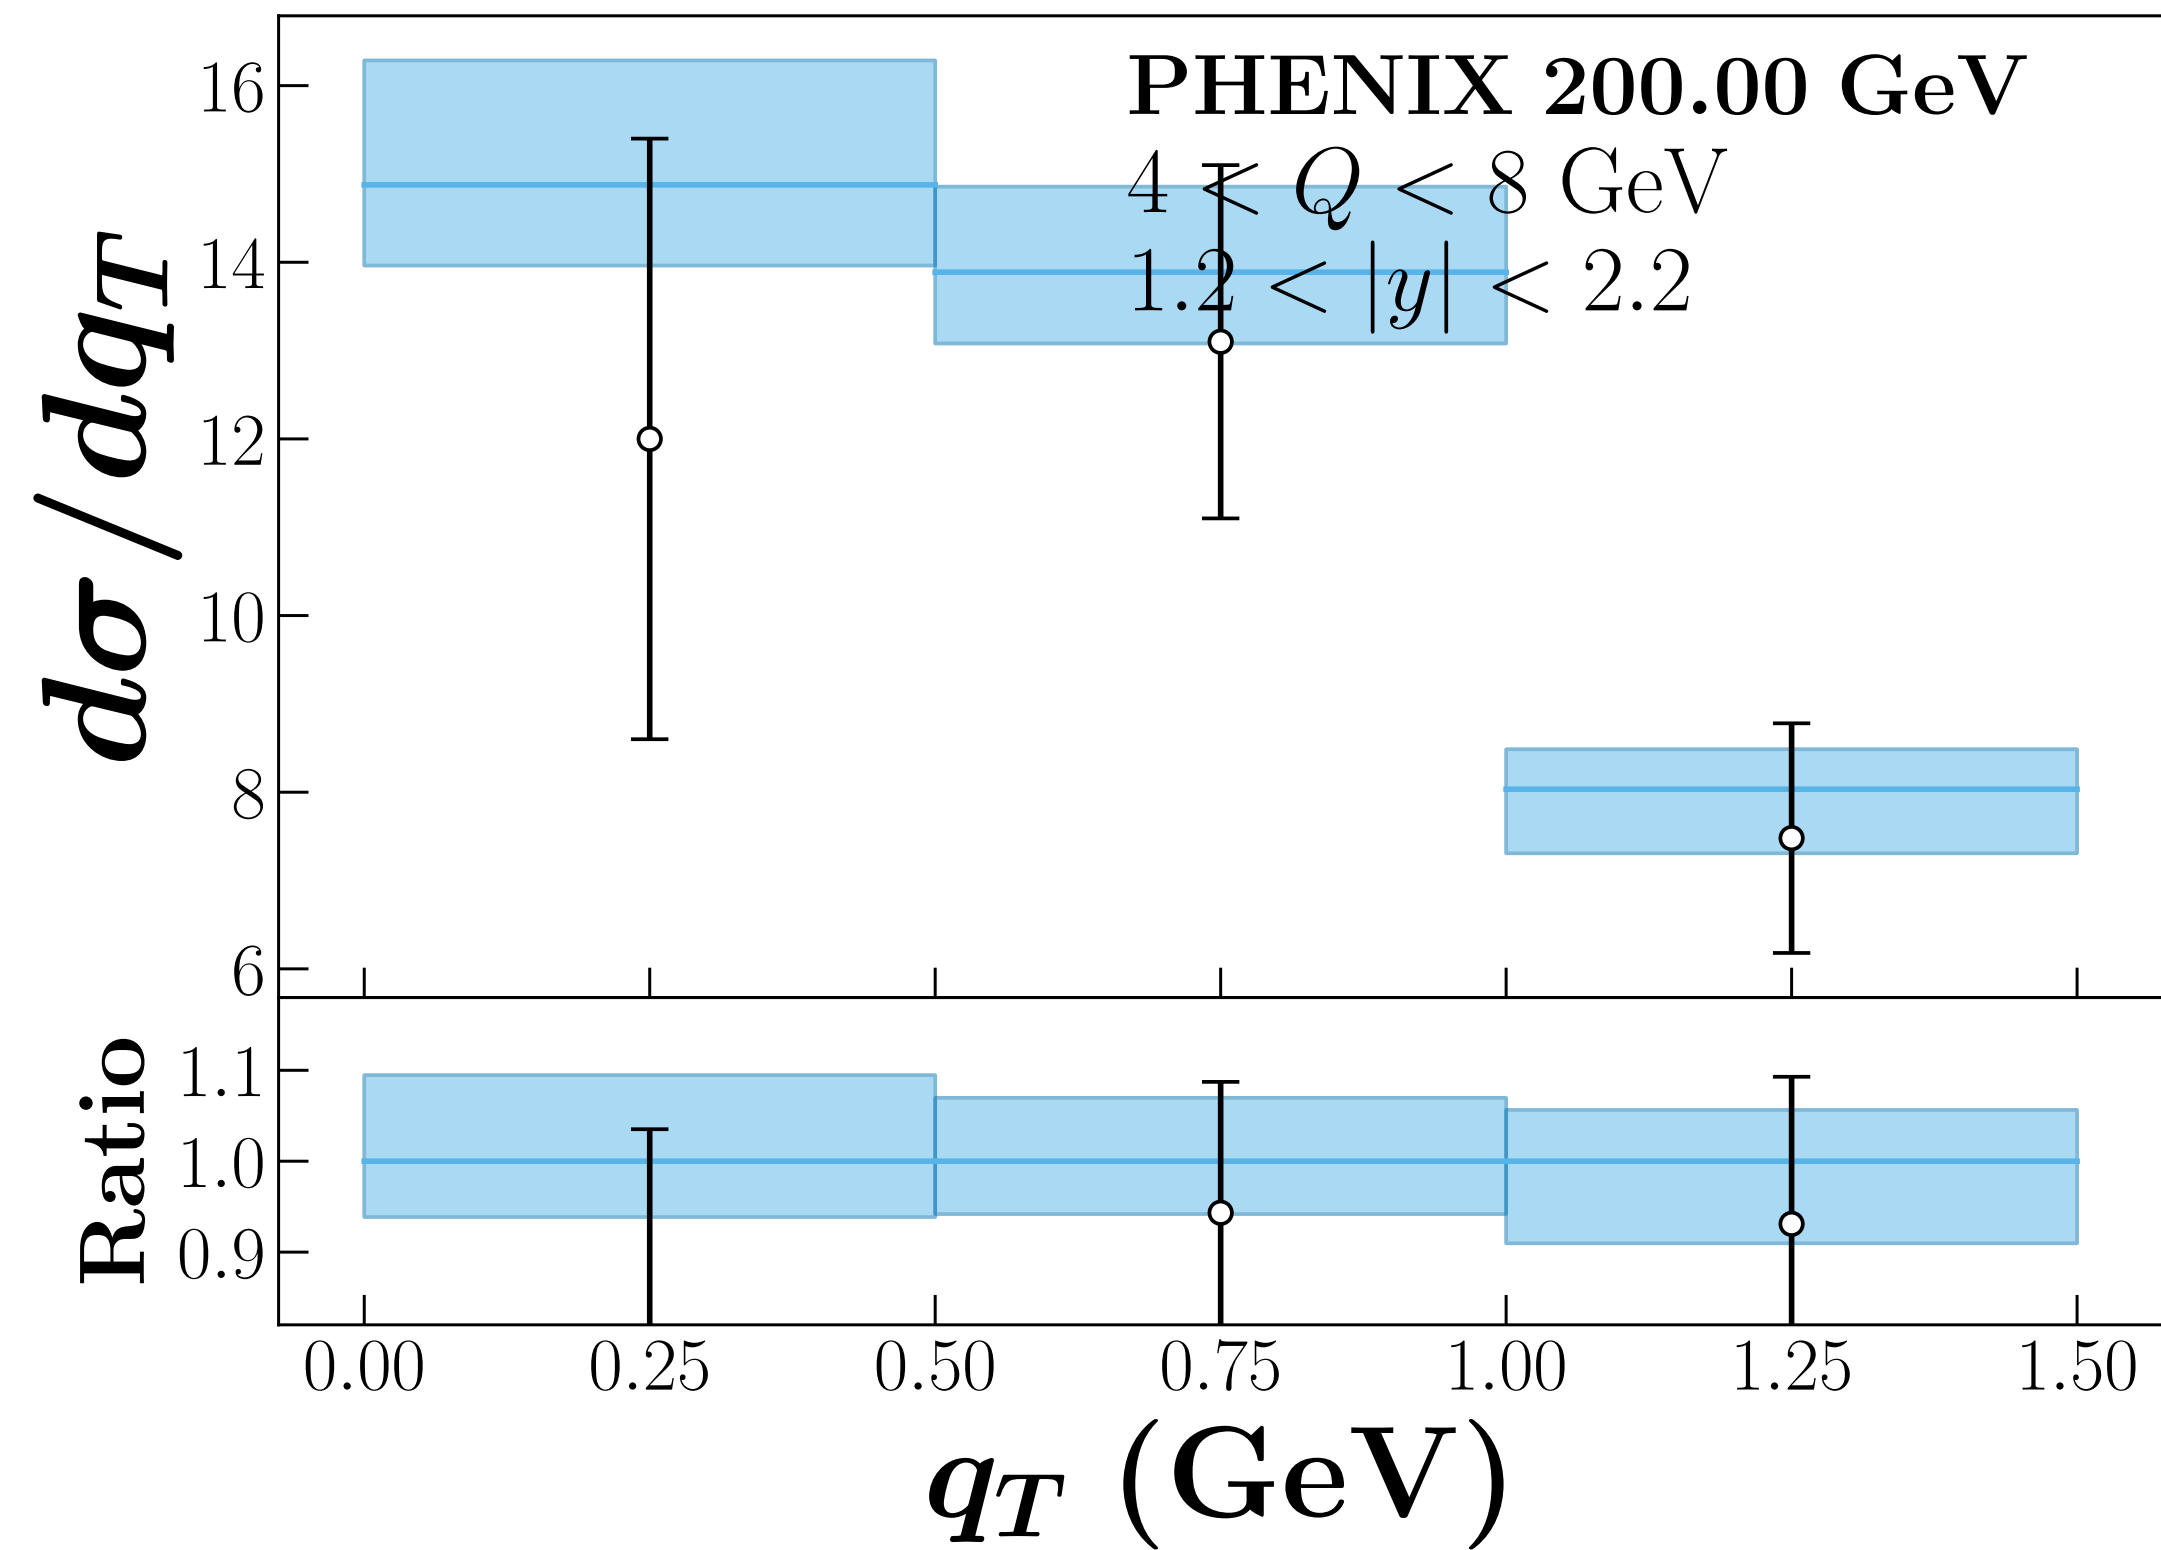 PHENIX 200.00 GeV
4 < Q < 8 GeV
1.2 < |y| < 2.2
dσ / dq_T
16
14
12
10
8
6
Ratio
1.1
1.0
0.9
0.00 0.25 0.50 0.75 1.00 1.25 1.50
q_T (GeV)